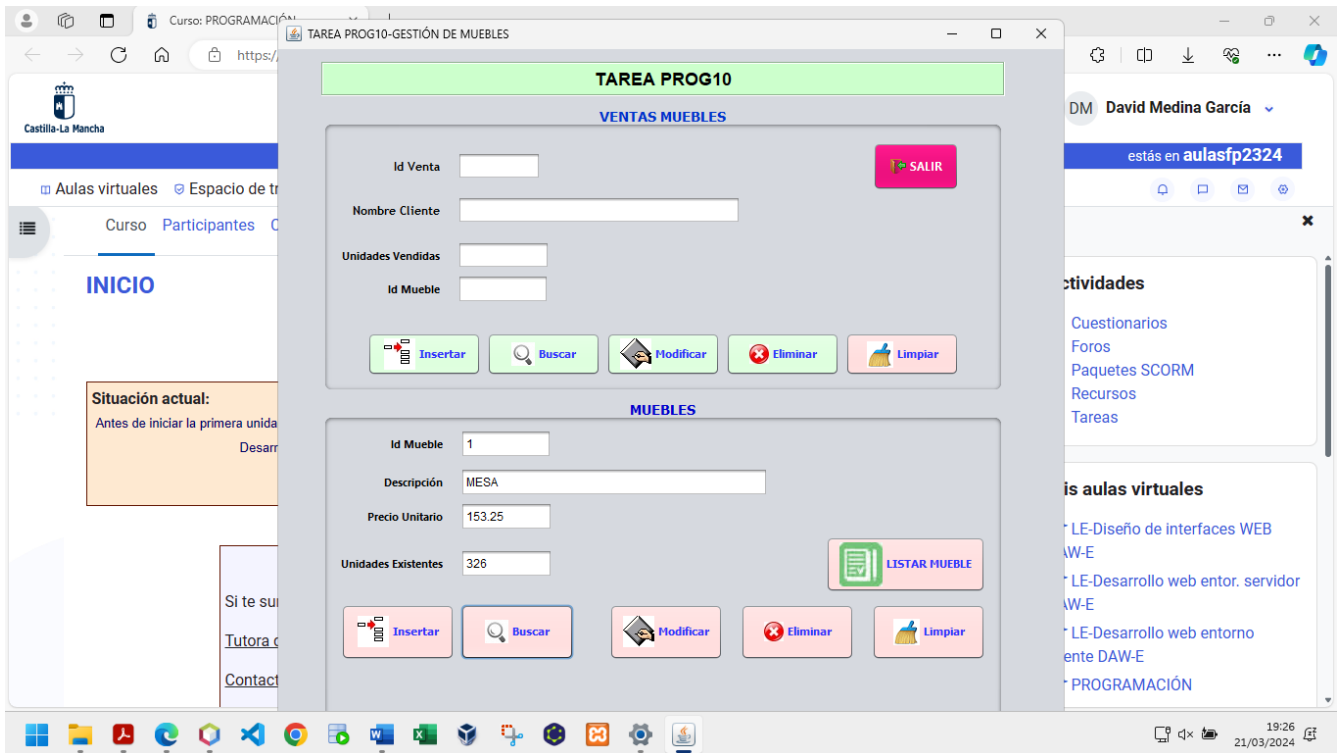 Curso: PROGRAMACIÓN
TAREA PROG10-GESTIÓN DE MUEBLES
https:/
TAREA PROG10
Castilla-La Mancha
DM David Medina García
VENTAS MUEBLES
estás en aulasfp2324
Id Venta
SALIR
Aulas virtuales
Espacio de tr
Nombre Cliente
Curso Participantes
Unidades Vendidas
INICIO
Id Mueble
ctividades
Cuestionarios
Foros
Paquetes SCORM
Recursos
Tareas
Insertar Buscar Modificar Eliminar Limpiar
Situación actual:
Antes de iniciar la primera unida
Desarr
MUEBLES
Id Mueble 1
Descripción MESA
Precio Unitario 153.25
Unidades Existentes 326
LISTAR MUEBLE
Insertar Buscar Modificar Eliminar Limpiar
is aulas virtuales
LE-Diseño de interfaces WEB
AW-E
LE-Desarrollo web entor. servidor
AW-E
LE-Desarrollo web entorno
ente DAW-E
PROGRAMACIÓN
Si te sur
Tutora d
Contact
19:26
21/03/2024